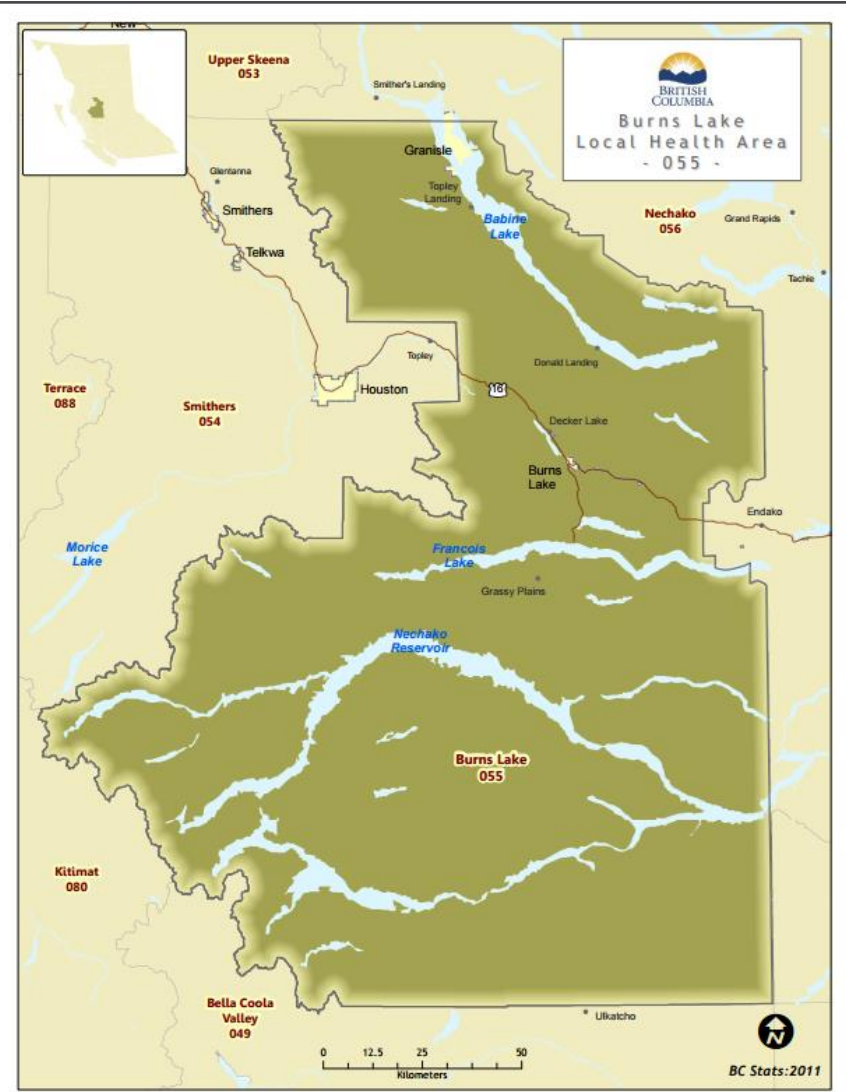 New
Upper Skeena
053
Smither's Landing
BRITISH
COLUMBIA
Burns Lake
Local Health Area
- 055 -
Granisle
Glentanna
Topley
Landing
Smithers
Babine
Lake
Nechako
056
Grand Rapids
Telkwa
Tachie
Topley
Donald Landing
Terrace
088
Smithers
054
Houston
16
Decker Lake
Burns
Lake
Endako
Morice
Lake
Francois
Lake
Grassy Plains
Nechako
Reservoir
Burns Lake
055
Kitimat
080
Bella Coola
Valley
049
Ulkatcho
0 12.5 25 50
Kilometers
N
BC Stats:2011